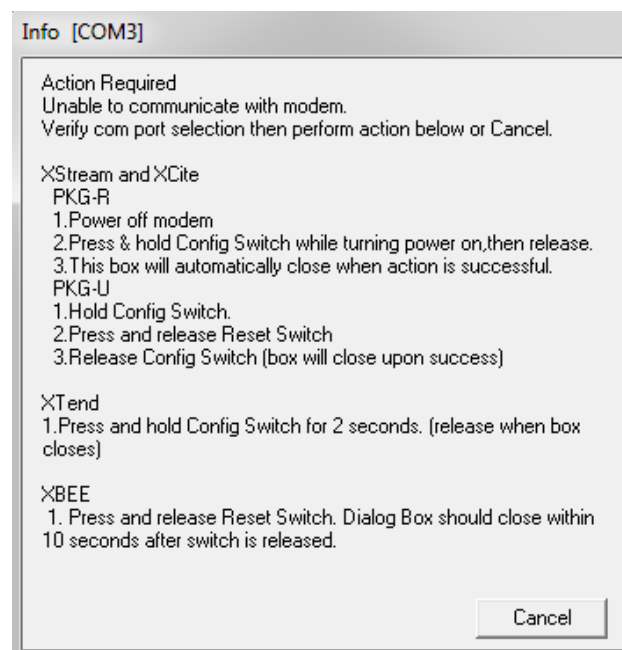 Info [COM3]
Action Required
Unable to communicate with modem.
Verify com port selection then perform action below or Cancel.
XStream and XCite
PKG-R
1.Power off modem
2.Press & hold Config Switch while turning power on,then release.
3.This box will automatically close when action is successful.
PKG-U
1.Hold Config Switch.
2.Press and release Reset Switch
3.Release Config Switch (box will close upon success)
XTend
1.Press and hold Config Switch for 2 seconds. (release when box
closes)
XBEE
1. Press and release Reset Switch. Dialog Box should close within
10 seconds after switch is released.
Cancel